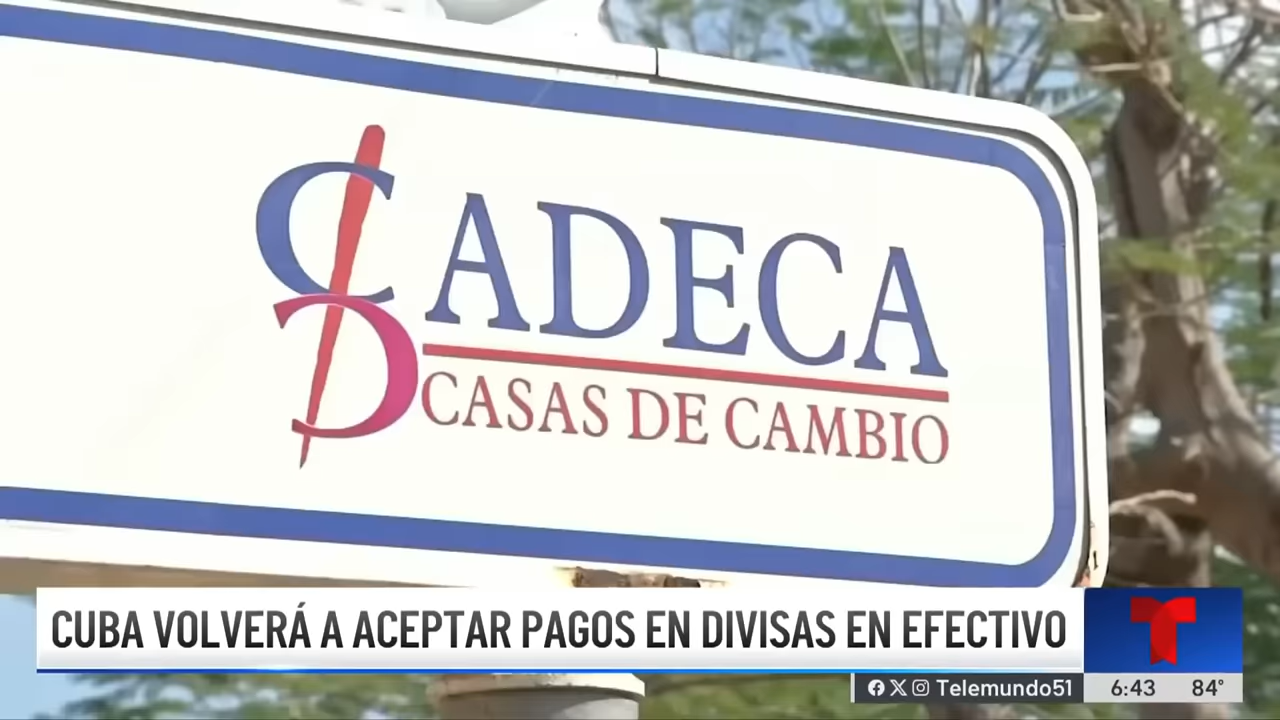 CADECA
CASAS DE CAMBIO
CUBA VOLVERÁ A ACEPTAR PAGOS EN DIVISAS EN EFECTIVO
T
Telemundo51
6:43 84°